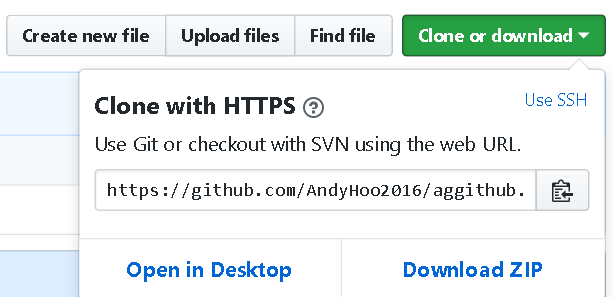 Create new file Upload files Find file Clone or download
Clone with HTTPS ? Use SSH
Use Git or checkout with SVN using the web URL.
https://github.com/AndyHoo2016/aggithub.
Open in Desktop Download ZIP